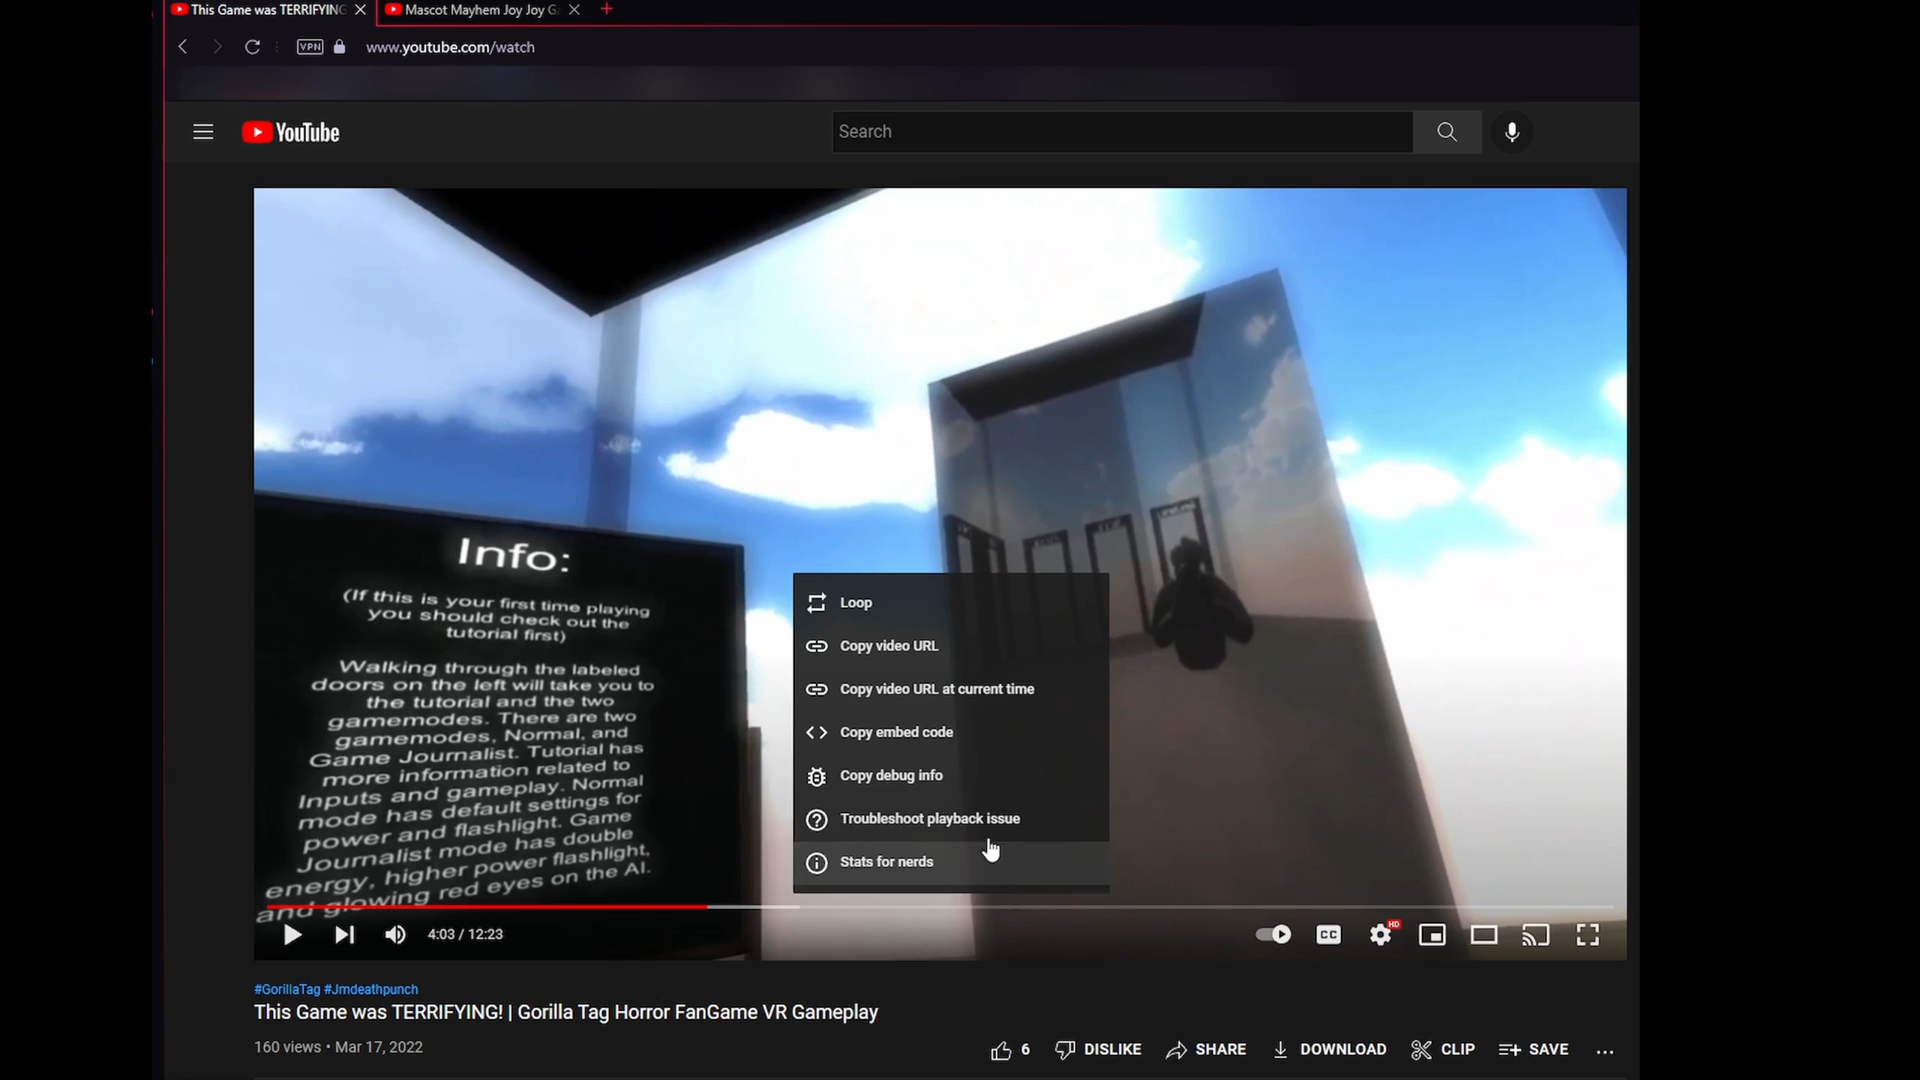 This Game was TERRIFYING
Mascot Mayhem Joy Joy G
VPN
www.youtube.com/watch
YouTube
Search
Info:
(If this is your first time playing
you should check out the
tutorial first)
Walking through the labeled
doors on the left will take you to
the tutorial and the two
gamemodes. There are two
gamemodes, Normal, and
Game Journalist. Tutorial has
more information related to
Inputs and gameplay. Normal
mode has default settings for
power and flashlight. Game
Journalist mode has double
energy, higher power flashlight,
and glowing red eyes on the AI.
Loop
Copy video URL
Copy video URL at current time
Copy embed code
Copy debug info
Troubleshoot playback issue
Stats for nerds
4:03 / 12:23
CC
HD
#GorillaTag #Jmdeathpunch
This Game was TERRIFYING! | Gorilla Tag Horror FanGame VR Gameplay
160 views • Mar 17, 2022
6
DISLIKE
SHARE
DOWNLOAD
CLIP
SAVE